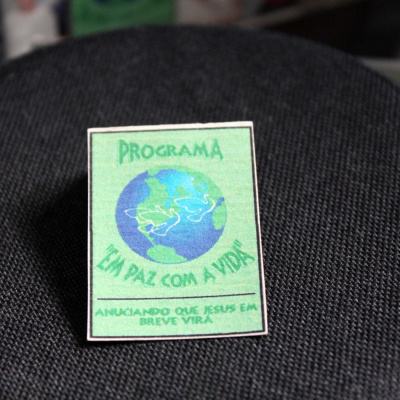 PROGRAMA
"EM PAZ COM A VIDA"
ANUCIANDO QUE JESUS EM
BREVE VIRÁ